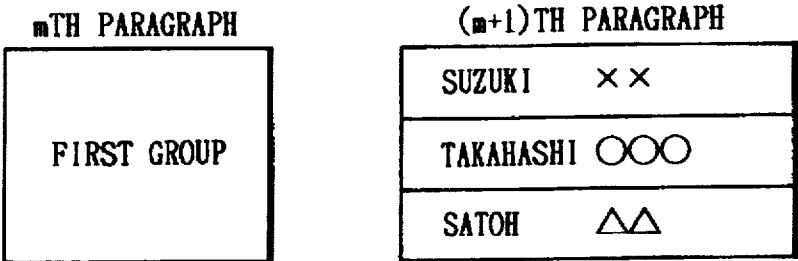 mTH PARAGRAPH
FIRST GROUP
(m+1)TH PARAGRAPH
SUZUKI ××
TAKAHASHI ○○○
SATOH △△